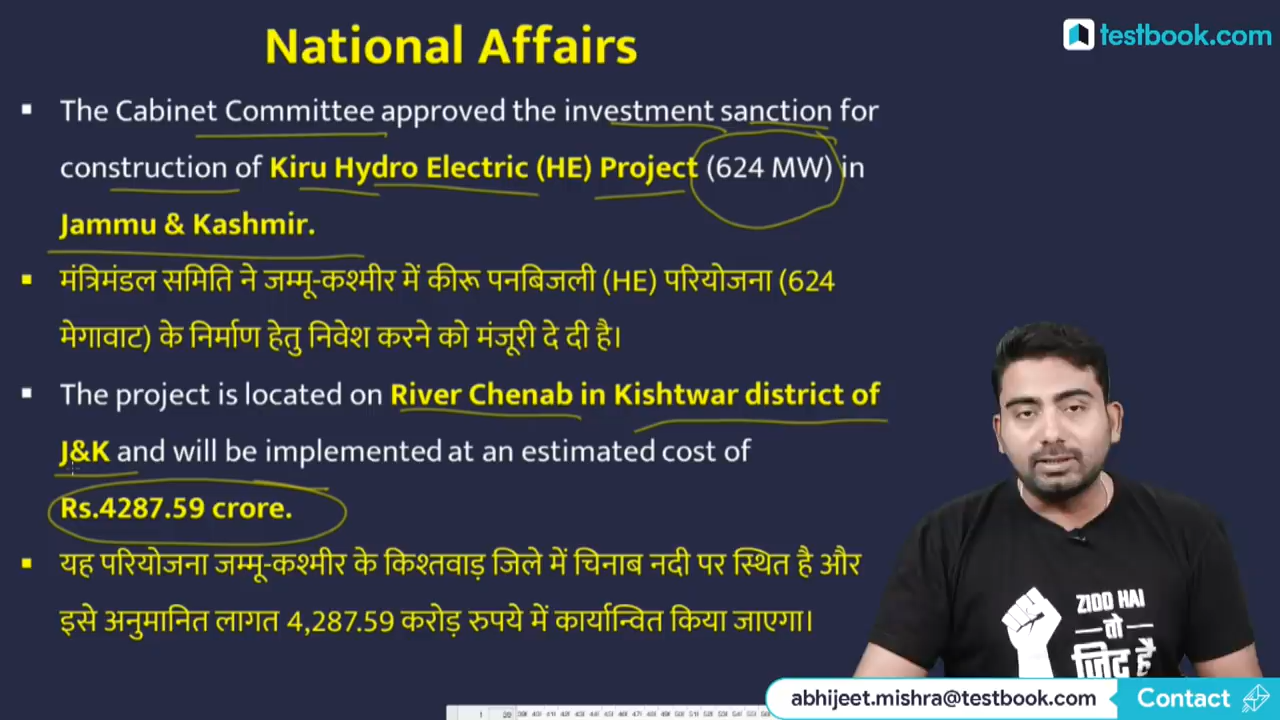 National Affairs
testbook.com
▪ The Cabinet Committee approved the investment sanction for
construction of Kiru Hydro Electric (HE) Project (624 MW) in
Jammu & Kashmir.
▪ मंत्रिमंडल समिति ने जम्मू-कश्मीर में कीरू पनबिजली (HE) परियोजना (624
मेगावाट) के निर्माण हेतु निवेश करने को मंजूरी दे दी है।
▪ The project is located on River Chenab in Kishtwar district of
J&K and will be implemented at an estimated cost of
Rs.4287.59 crore.
▪ यह परियोजना जम्मू-कश्मीर के किश्तवाड़ जिले में चिनाब नदी पर स्थित है और
इसे अनुमानित लागत 4,287.59 करोड़ रुपये में कार्यान्वित किया जाएगा।
ZIDD HAI
तो
ज़िद है
abhijeet.mishra@testbook.com Contact